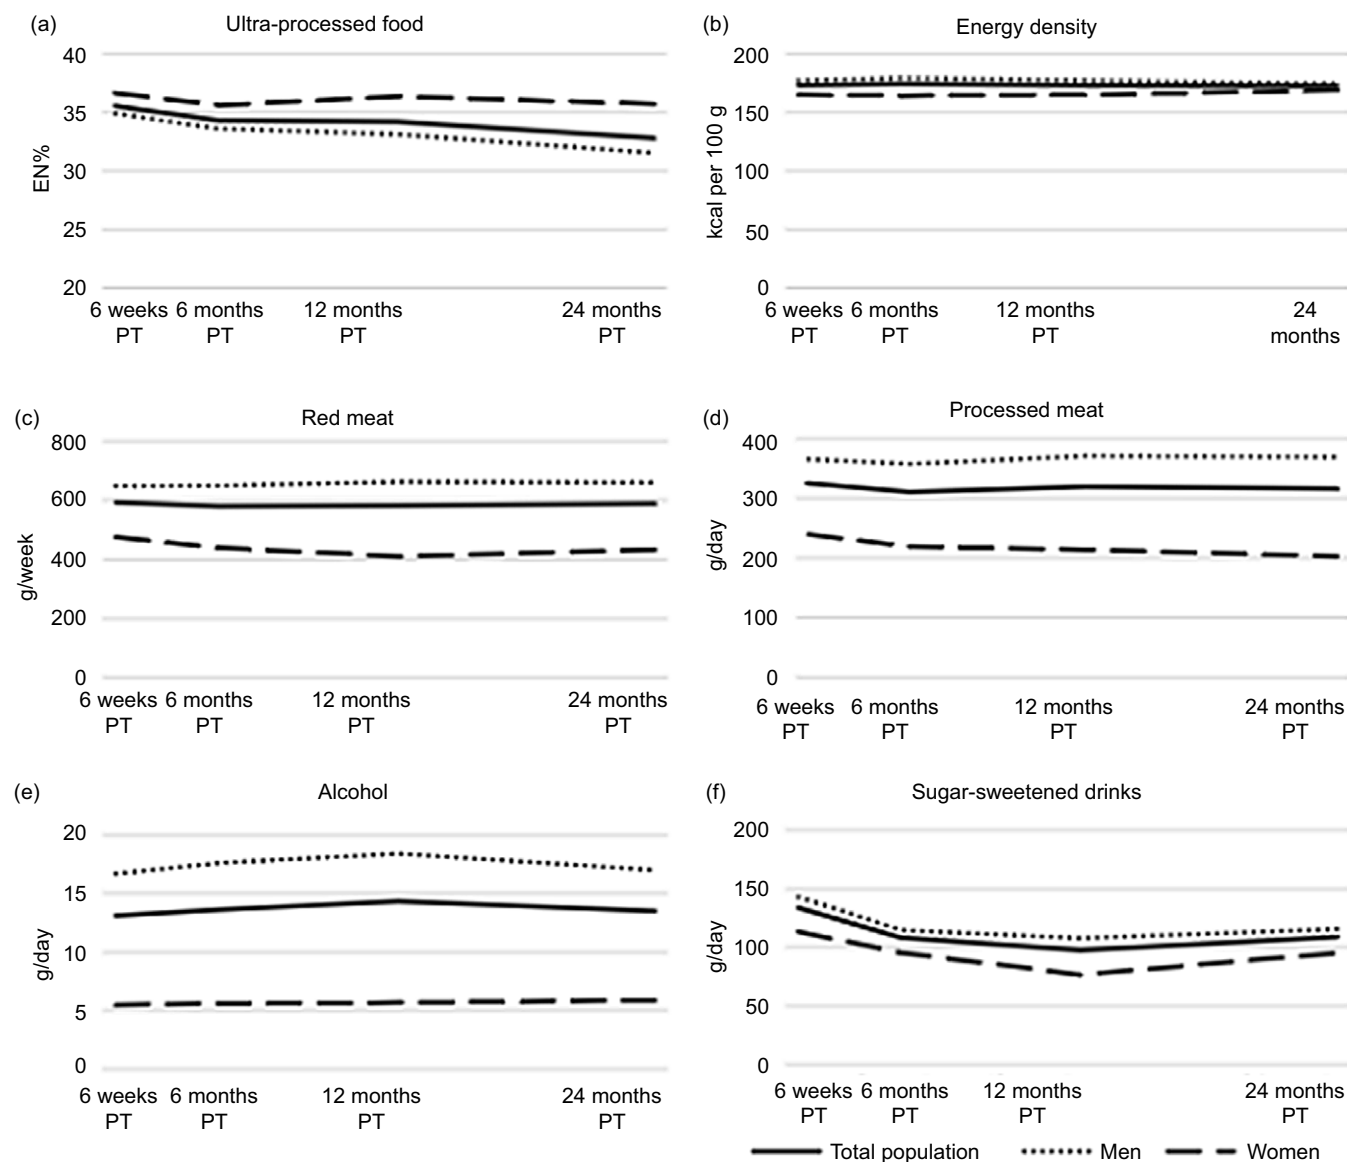 (a) Ultra-processed food
40
35
30
25
20
EN%
6 weeks 6 months 12 months 24 months
PT PT PT PT
(b) Energy density
200
150
100
50
0
kcal per 100 g
6 weeks 6 months 12 months 24
PT PT PT months
(c) Red meat
800
600
400
200
0
g/week
6 weeks 6 months 12 months 24 months
PT PT PT PT
(d) Processed meat
400
300
200
100
0
g/day
6 weeks 6 months 12 months 24 months
PT PT PT PT
(e) Alcohol
20
15
10
5
0
g/day
6 weeks 6 months 12 months 24 months
PT PT PT PT
(f) Sugar-sweetened drinks
200
150
100
50
0
g/day
6 weeks 6 months 12 months 24 months
PT PT PT PT
Total population Men Women